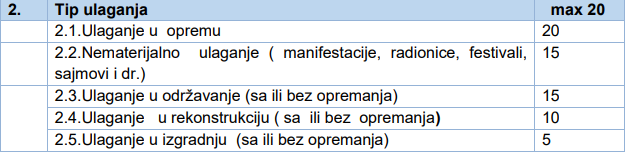 2. Tip ulaganja max 20
2.1.Ulaganje u opremu 20
2.2.Nematerijalno ulaganje ( manifestacije, radionice, festivali, 15
sajmovi i dr.)
2.3.Ulaganje u održavanje (sa ili bez opremanja) 15
2.4.Ulaganje u rekonstrukciju ( sa ili bez opremanja) 10
2.5.Ulaganje u izgradnju (sa ili bez opremanja) 5